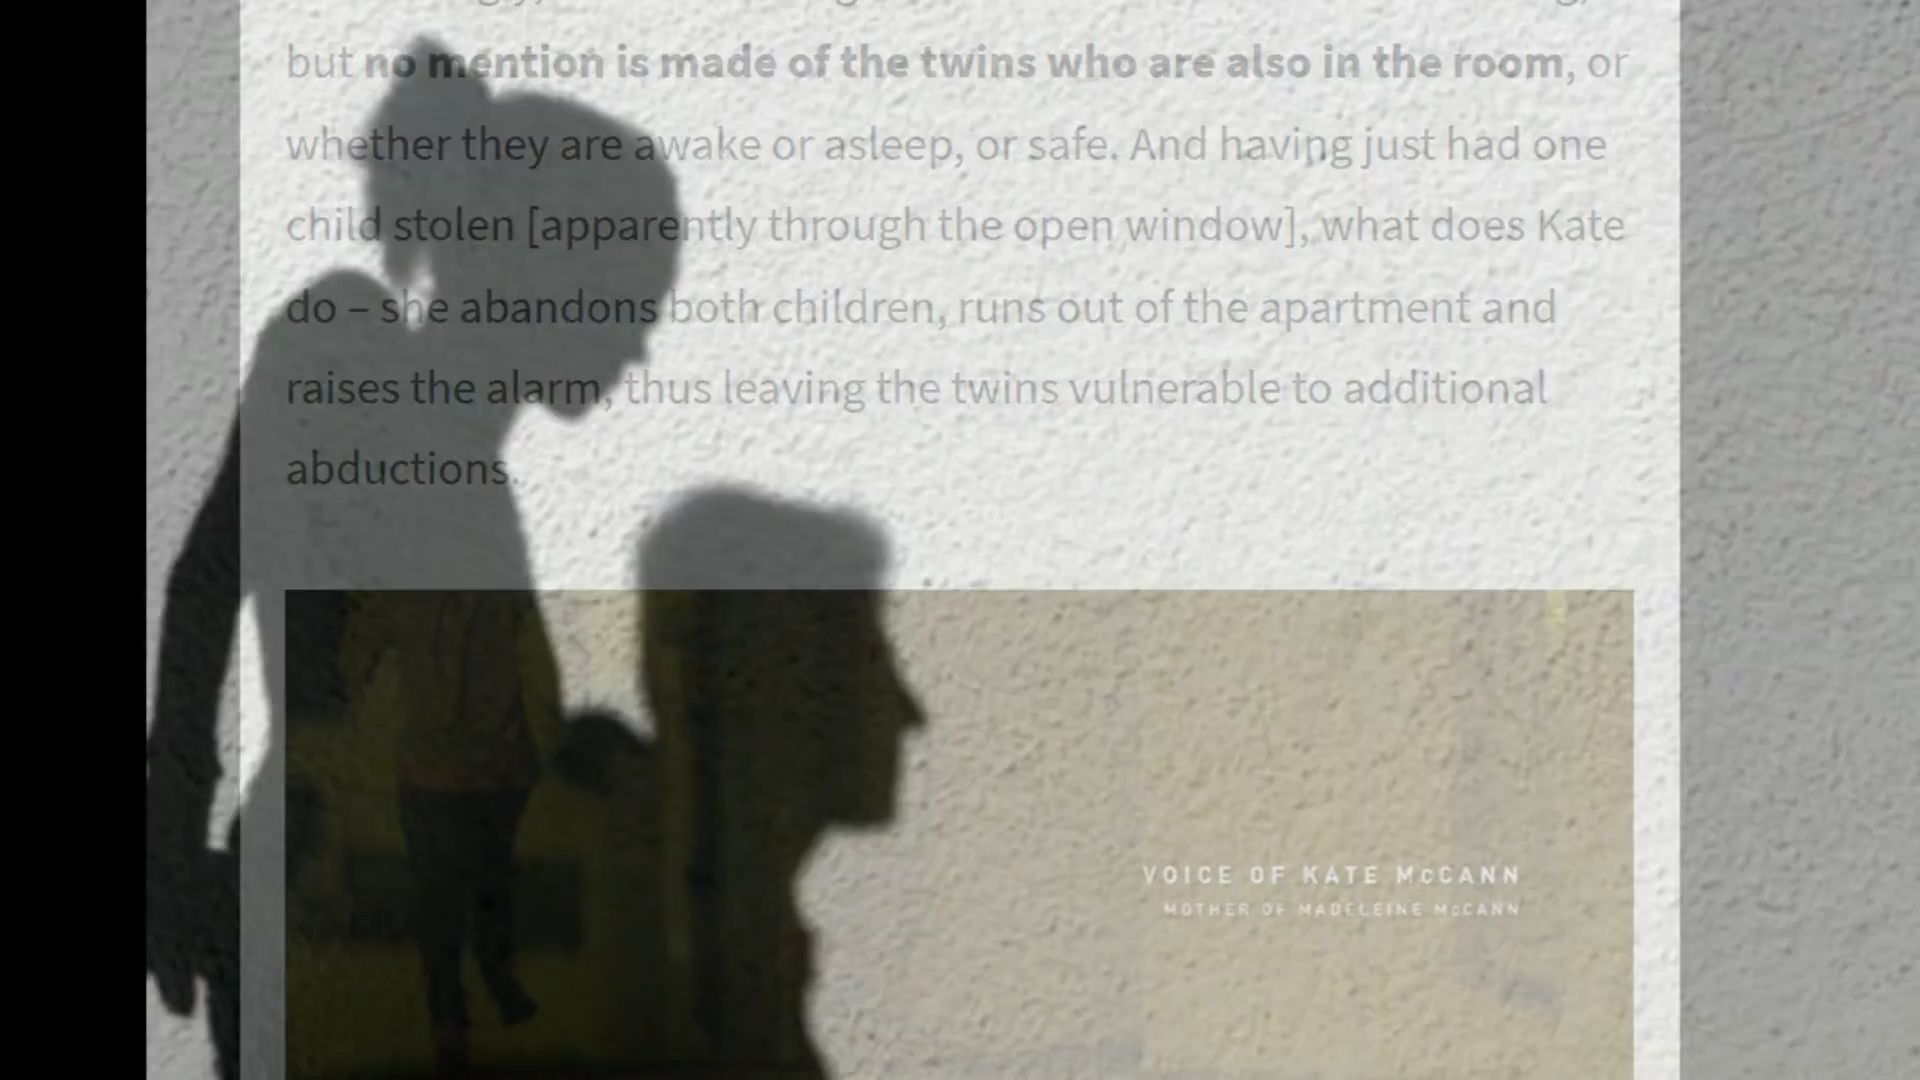 but no mention is made of the twins who are also in the room, or
whether they are awake or asleep, or safe. And having just had one
child stolen [apparently through the open window], what does Kate
do – she abandons both children, runs out of the apartment and
raises the alarm, thus leaving the twins vulnerable to additional
abductions.
VOICE OF KATE McCANN
MOTHER OF MADELEINE McCANN